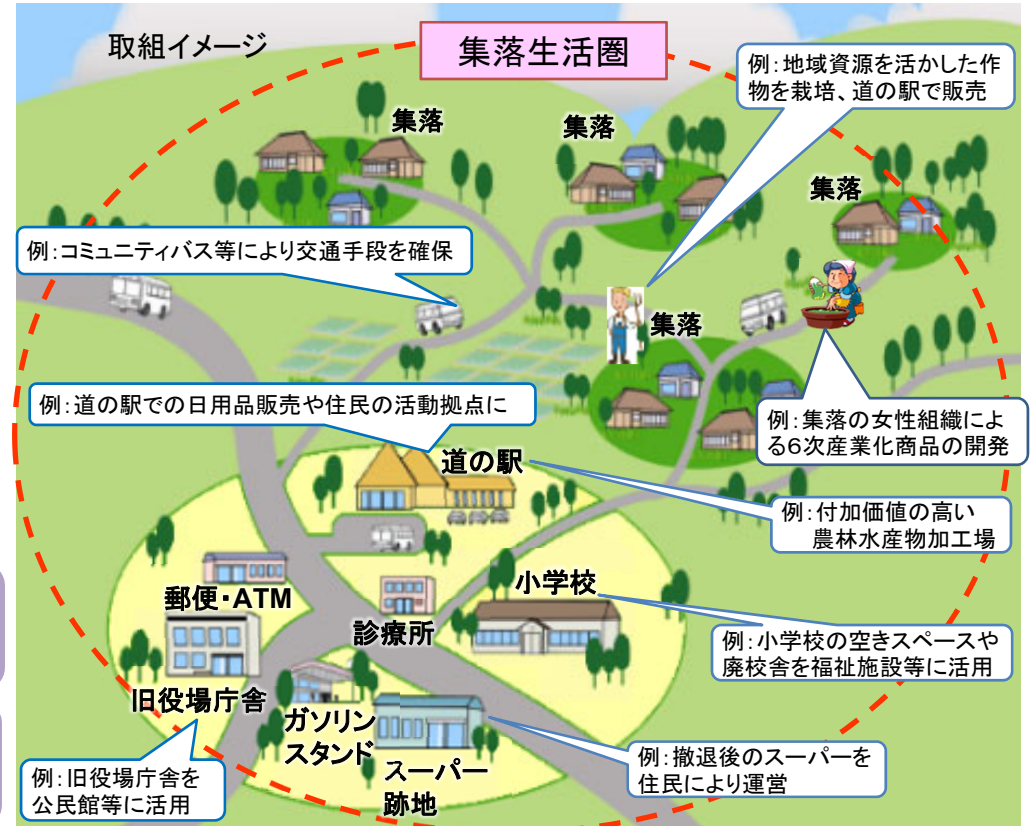 取組イメージ
集落生活圏
例:地域資源を活かした作
物を栽培、道の駅で販売
集落
集落
集落
例:コミュニティバス等により交通手段を確保
集落
例:道の駅での日用品販売や住民の活動拠点に
例:集落の女性組織によ
る6次産業化商品の開発
道の駅
例:付加価値の高い
農林水産物加工場
郵便・ATM
診療所
小学校
例:小学校の空きスペースや
廃校舎を福祉施設等に活用
旧役場庁舎
ガソリン
スタンド
スーパー
跡地
例:撤退後のスーパーを
住民により運営
例:旧役場庁舎を
公民館等に活用